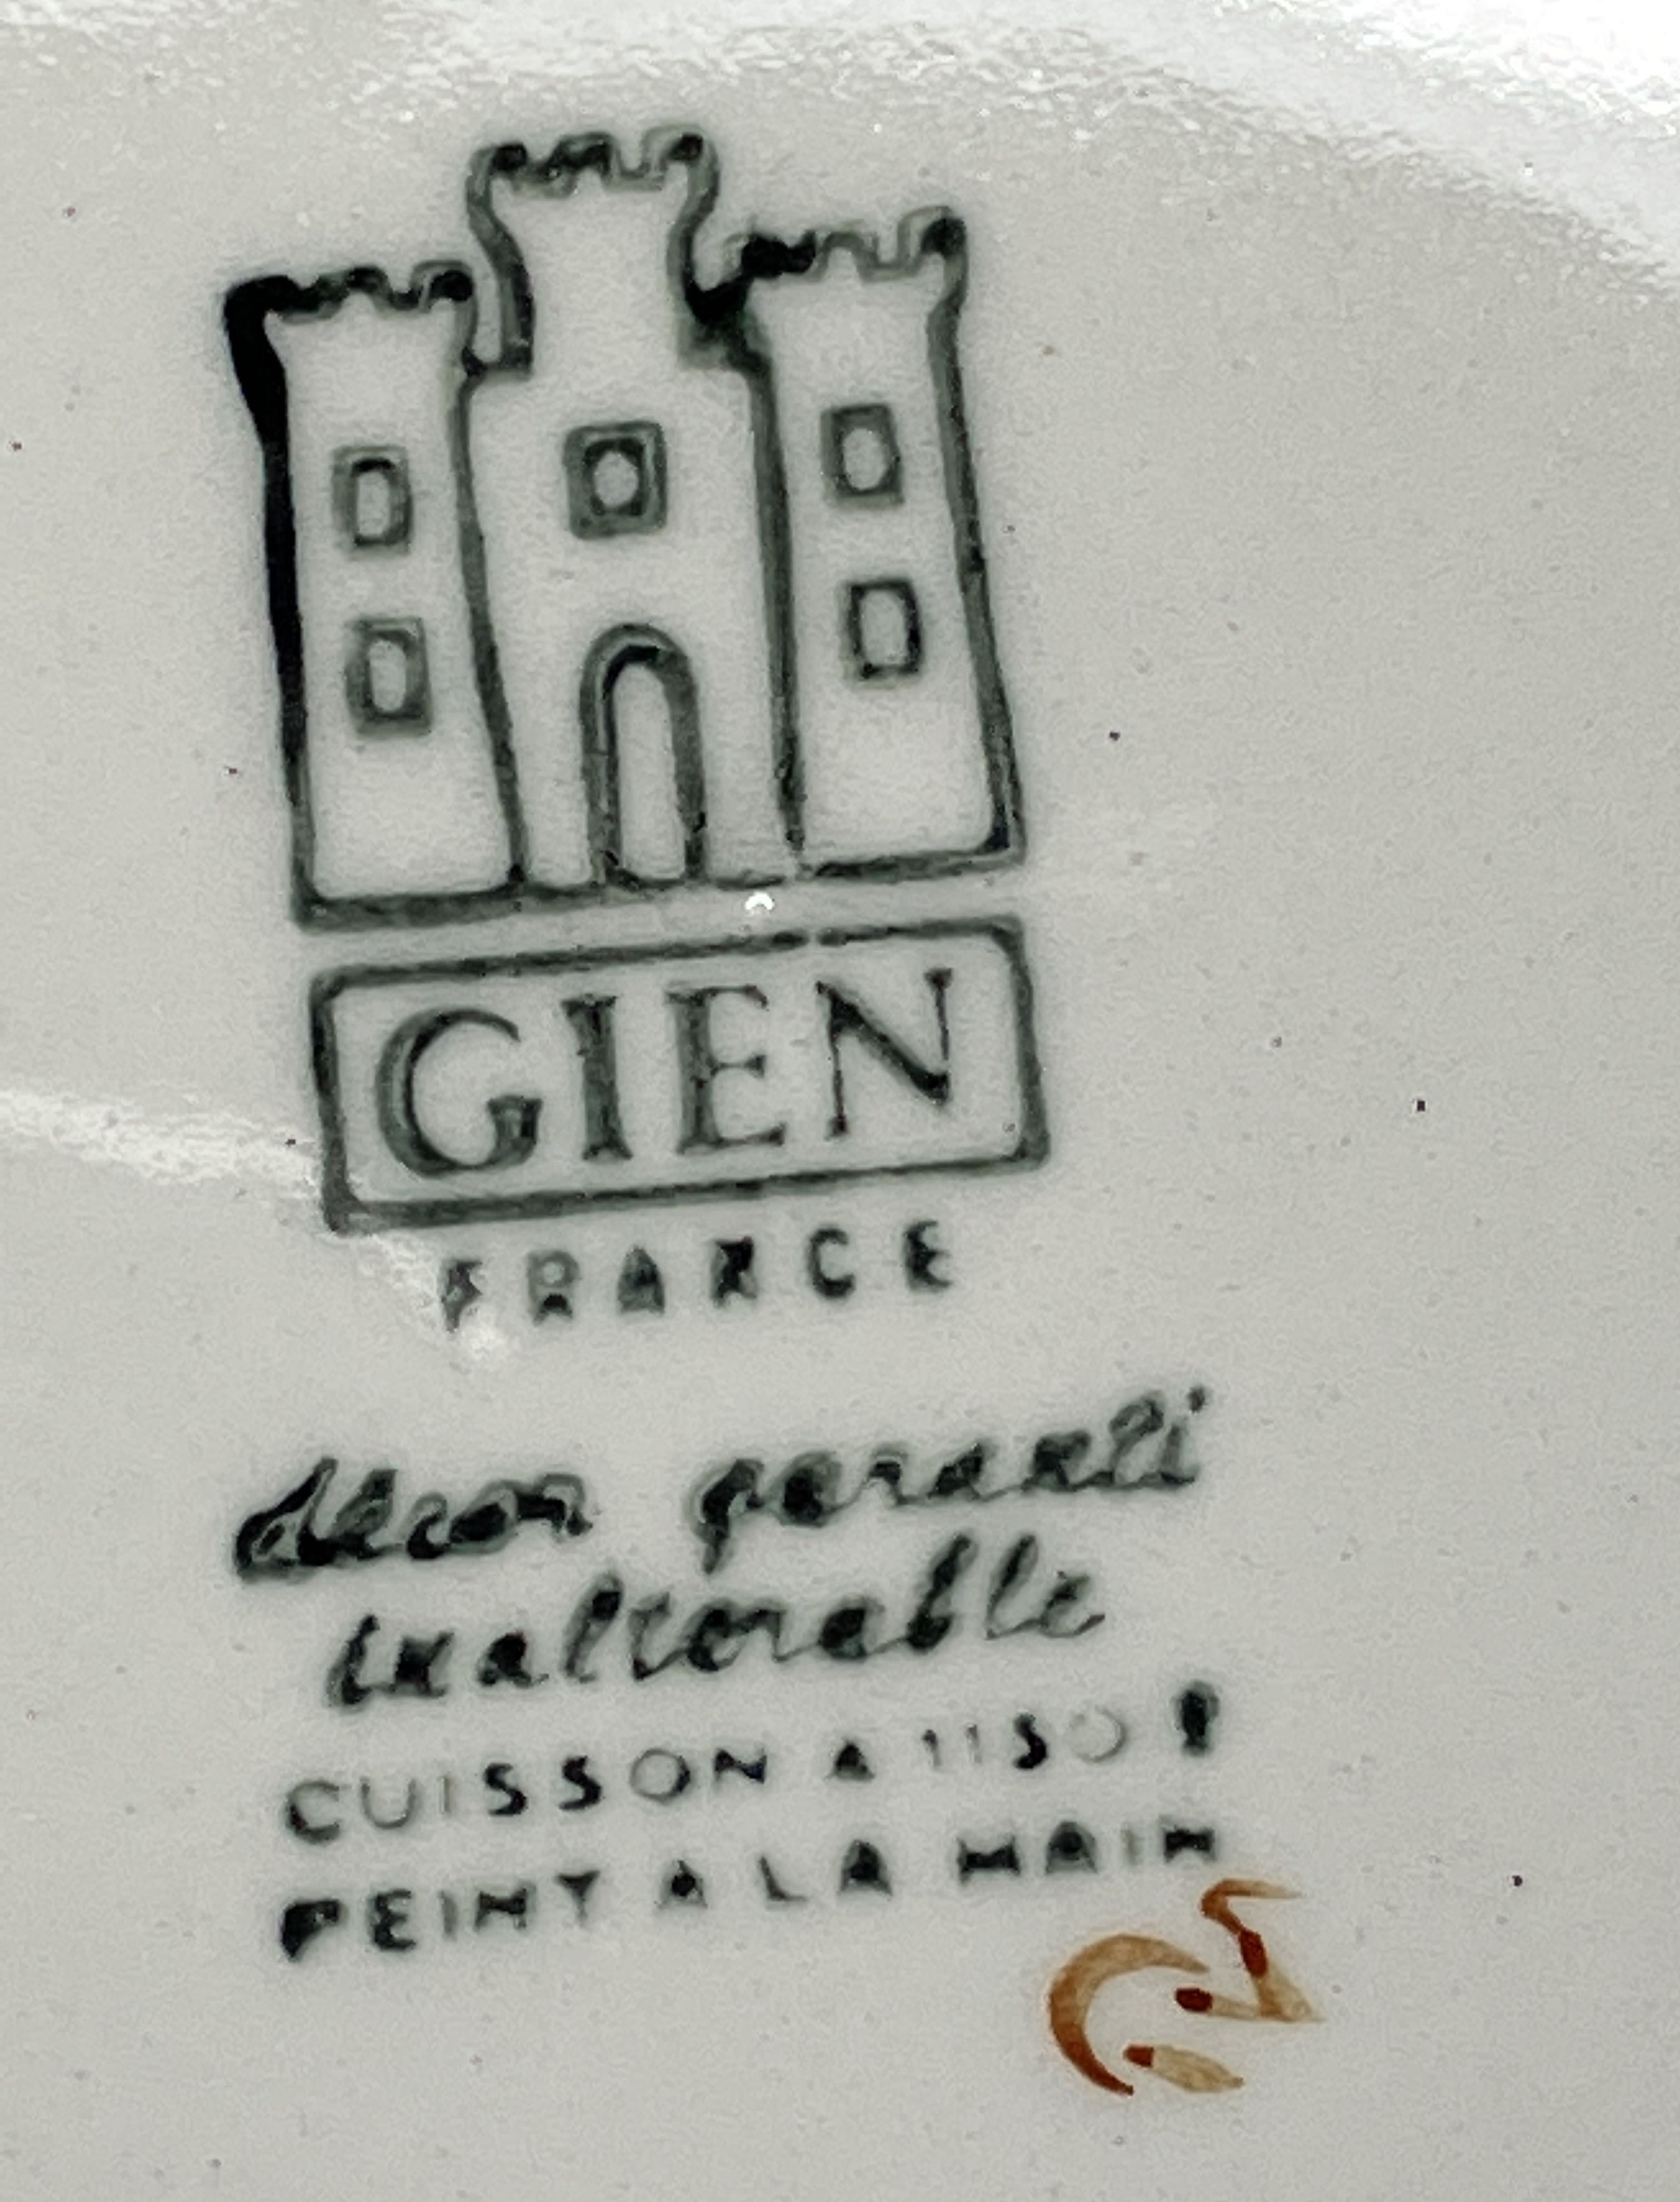 GIEN
FRANCE
décor garanti
inaltérable
CUISSON A 1150°
PEINT A LA MAIN